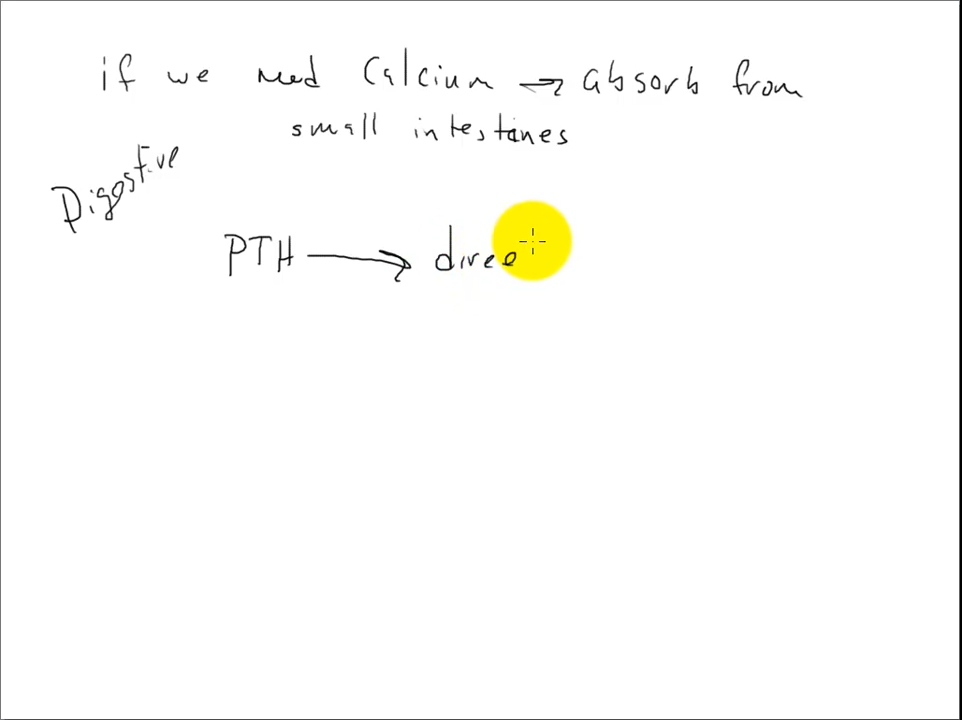 if we need Calcium → absorb from
small intestines
Digestive
PTH → direc